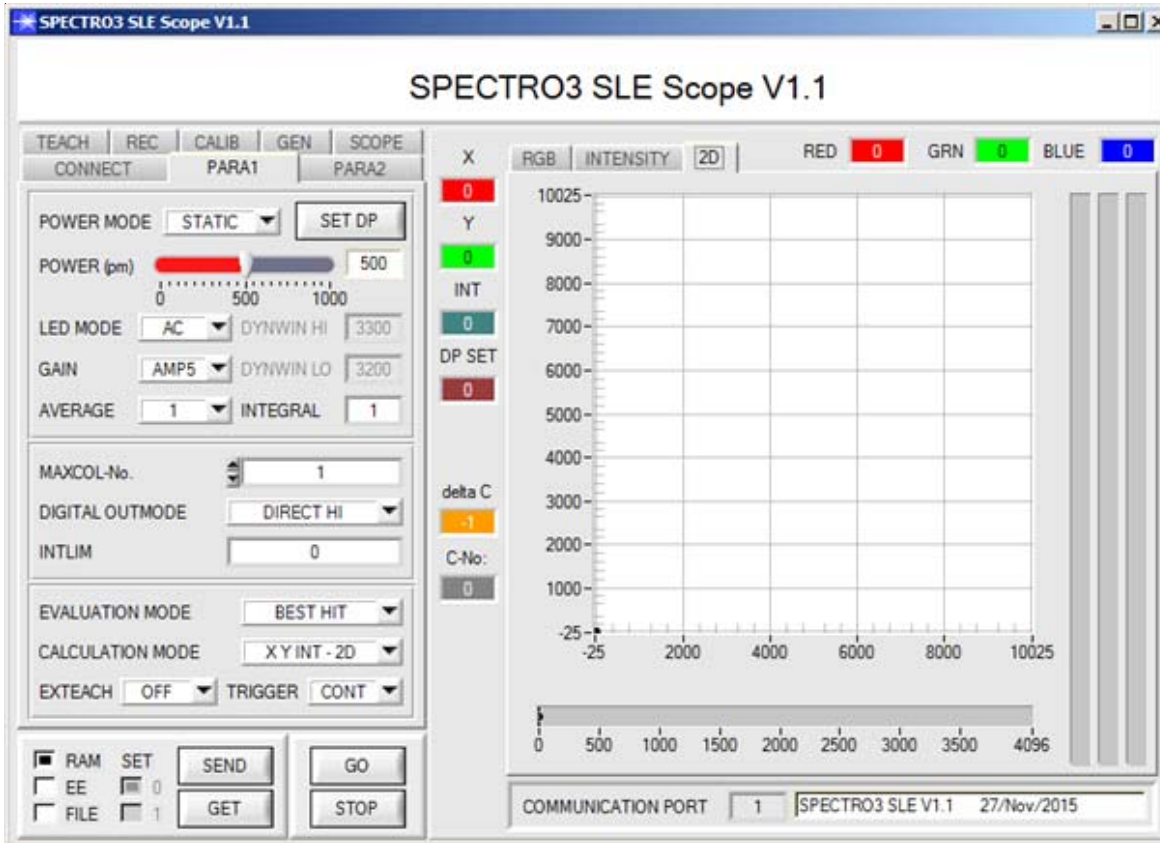 SPECTRO3 SLE Scope V1.1
SPECTRO3 SLE Scope V1.1
TEACH REC CALIB GEN SCOPE
CONNECT PARA1 PARA2
POWER MODE STATIC SET DP
POWER (pm) 500
0 500 1000
LED MODE AC DYNWIN HI 3300
GAIN AMP5 DYNWIN LO 3200
AVERAGE 1 INTEGRAL 1
MAXCOL-No. 1
DIGITAL OUTMODE DIRECT HI
INTLIM 0
EVALUATION MODE BEST HIT
CALCULATION MODE X Y INT - 2D
EXTEACH OFF TRIGGER CONT
RAM SET SEND
EE 0
FILE 1 GET
GO
STOP
X
0
Y
0
INT
0
DP SET
0
delta C
-1
C-No:
0
RGB INTENSITY 2D
RED 0 GRN 0 BLUE 0
10025
9000
8000
7000
6000
5000
4000
3000
2000
1000
-25
-25 2000 4000 6000 8000 10025
0 500 1000 1500 2000 2500 3000 3500 4096
COMMUNICATION PORT 1 SPECTRO3 SLE V1.1 27/Nov/2015